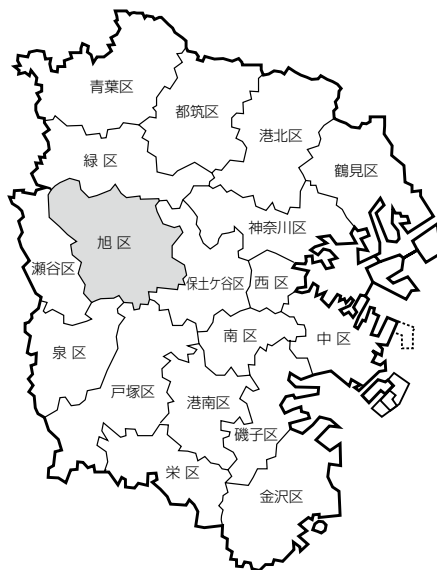 青葉区
都筑区
港北区
緑 区
鶴見区
神奈川区
旭 区
瀬谷区
保土ケ谷区
西 区
泉 区
南 区
中 区
戸塚区
港南区
磯子区
栄 区
金沢区